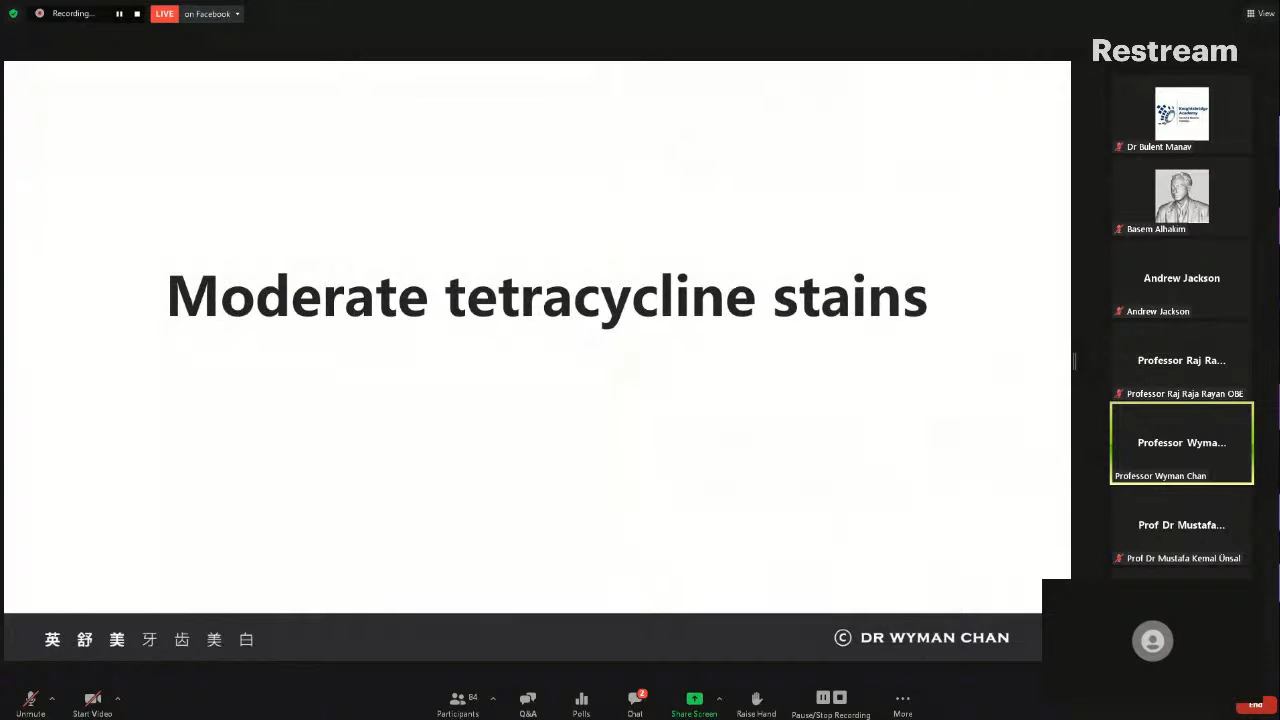 Recording...
LIVE on Facebook
View
Restream
Moderate tetracycline stains
英舒美牙齿美白
© DR WYMAN CHAN
Knightsbridge
Academy
Dr Bulent Manav
Basem Alhakim
Andrew Jackson
Andrew Jackson
Professor Raj Ra...
Professor Raj Raja Rayan OBE
Professor Wyma...
Professor Wyman Chan
Prof Dr Mustafa...
Prof Dr Mustafa Kemal Ünsal
Unmute
Start Video
84
Participants
Q&A
Polls
2
Chat
Share Screen
Raise Hand
Pause/Stop Recording
More
End